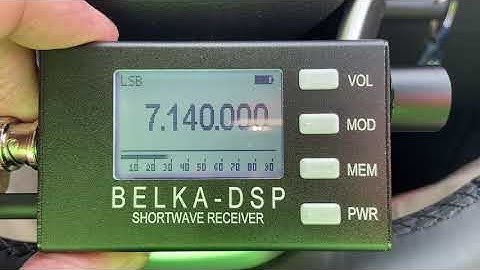 LSB
VOL
7.140.000
MOD
10 20 30 40 50 60 70 80 90
MEM
BELKA-DSP
SHORTWAVE RECEIVER
PWR